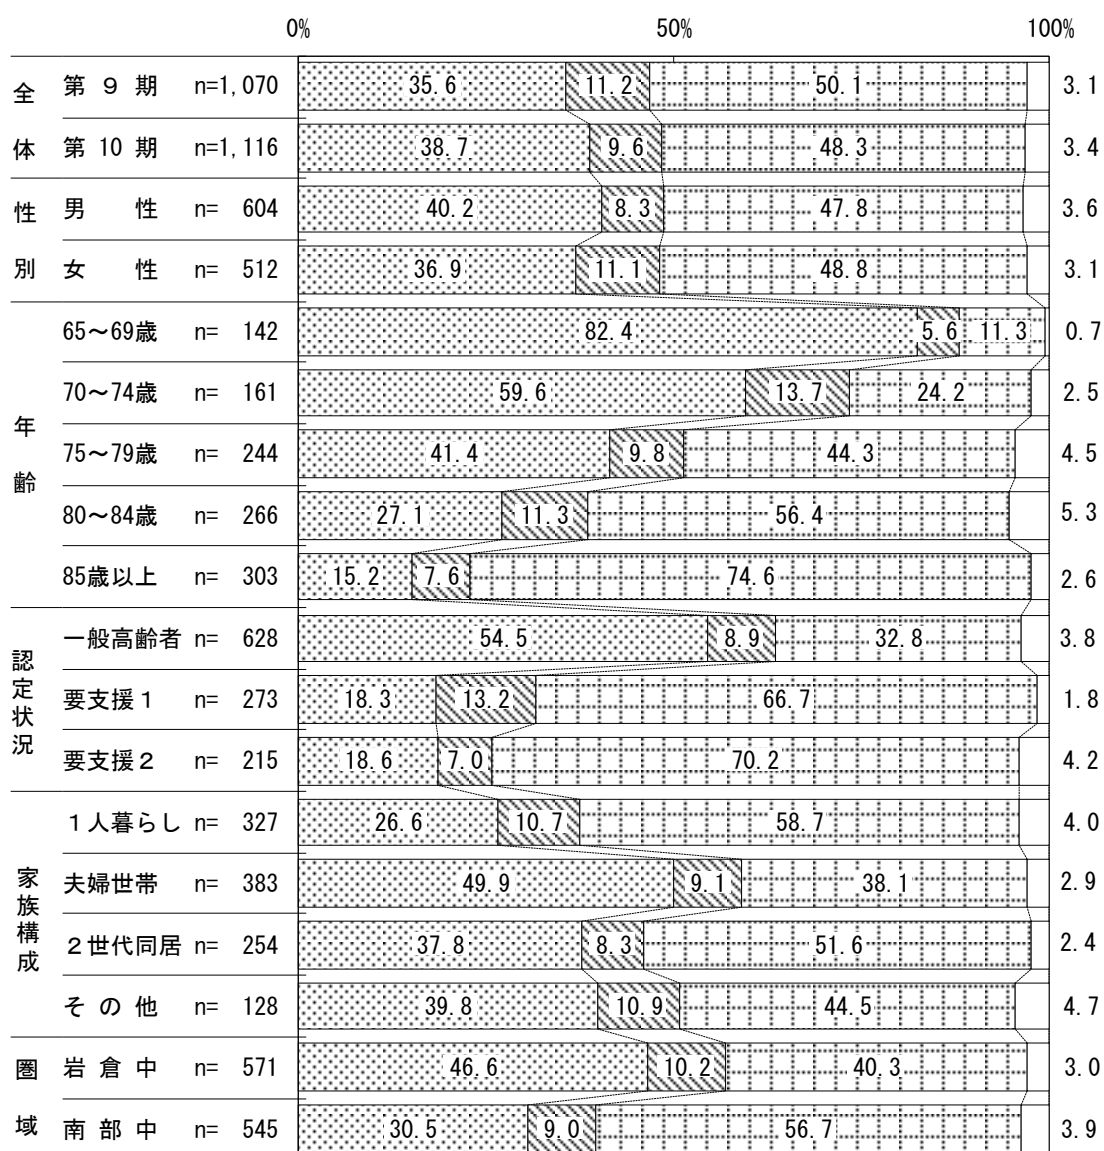 0% 50% 100%
全体 第９期 n=1,070 35.6 11.2 50.1 3.1
第10期 n=1,116 38.7 9.6 48.3 3.4
性別 男性 n= 604 40.2 8.3 47.8 3.6
女性 n= 512 36.9 11.1 48.8 3.1
年齢 65～69歳 n= 142 82.4 5.6 11.3 0.7
70～74歳 n= 161 59.6 13.7 24.2 2.5
75～79歳 n= 244 41.4 9.8 44.3 4.5
80～84歳 n= 266 27.1 11.3 56.4 5.3
85歳以上 n= 303 15.2 7.6 74.6 2.6
認定状況 一般高齢者 n= 628 54.5 8.9 32.8 3.8
要支援１ n= 273 18.3 13.2 66.7 1.8
要支援２ n= 215 18.6 7.0 70.2 4.2
家族構成 １人暮らし n= 327 26.6 10.7 58.7 4.0
夫婦世帯 n= 383 49.9 9.1 38.1 2.9
２世代同居 n= 254 37.8 8.3 51.6 2.4
その他 n= 128 39.8 10.9 44.5 4.7
圏域 岩倉中 n= 571 46.6 10.2 40.3 3.0
南部中 n= 545 30.5 9.0 56.7 3.9